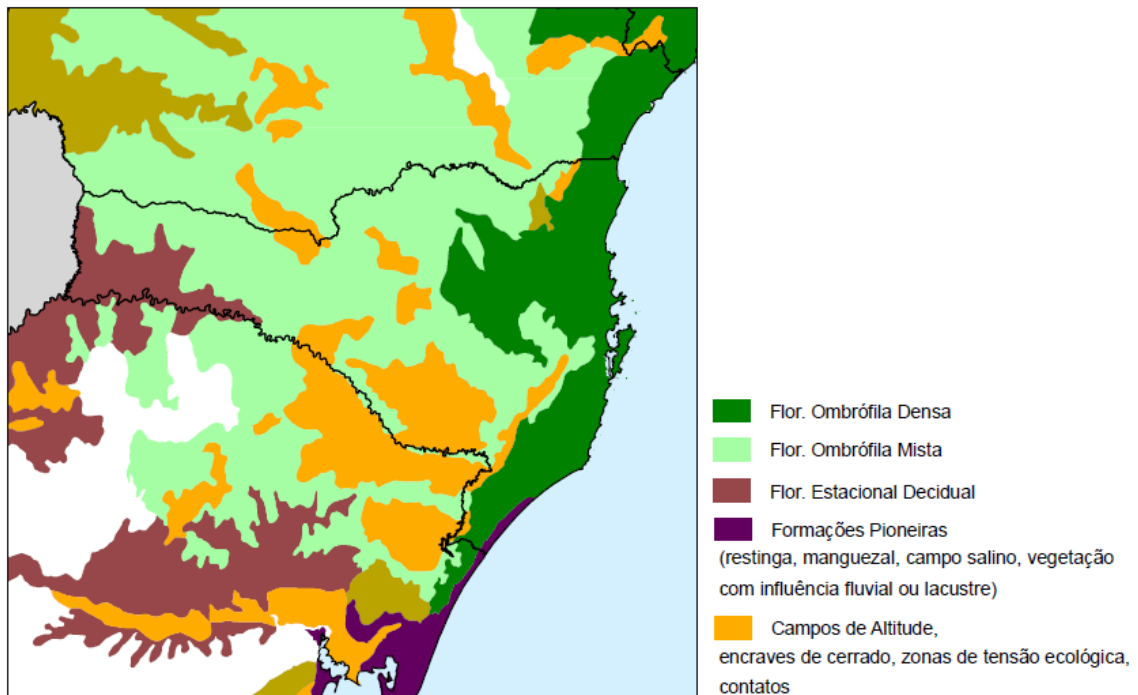 Flor. Ombrófila Densa
Flor. Ombrófila Mista
Flor. Estacional Decidual
Formações Pioneiras
(restinga, manguezal, campo salino, vegetação
com influência fluvial ou lacustre)
Campos de Altitude,
encraves de cerrado, zonas de tensão ecológica,
contatos